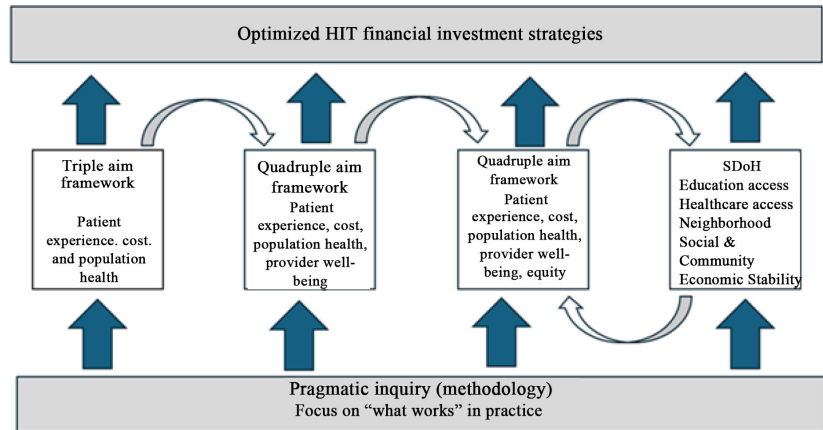 Optimized HIT financial investment strategies
Triple aim
framework
Patient
experience. cost.
and population
health
Quadruple aim
framework
Patient
experience, cost,
population health,
provider well-
being
Quadruple aim
framework
Patient
experience, cost,
population health,
provider well-
being, equity
SDoH
Education access
Healthcare access
Neighborhood
Social &
Community
Economic Stability
Pragmatic inquiry (methodology)
Focus on “what works” in practice